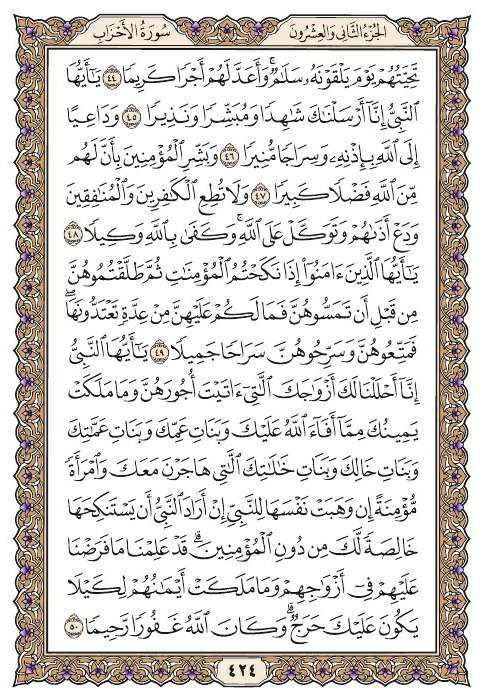 الجزء الثاني والعشرون
سورة الأحزاب
تَحِيَّتُهُمْ يَوْمَ يَلْقَوْنَهُۥ سَلَٰمٌۚ وَأَعَدَّ لَهُمْ أَجْرًا كَرِيمًا ٤٤ يَٰٓأَيُّهَا
ٱلنَّبِيُّ إِنَّآ أَرْسَلْنَٰكَ شَٰهِدًا وَمُبَشِّرًا وَنَذِيرًا ٤٥ وَدَاعِيًا
إِلَى ٱللَّهِ بِإِذْنِهِۦ وَسِرَاجًا مُّنِيرًا ٤٦ وَبَشِّرِ ٱلْمُؤْمِنِينَ بِأَنَّ لَهُم
مِّنَ ٱللَّهِ فَضْلًا كَبِيرًا ٤٧ وَلَا تُطِعِ ٱلْكَٰفِرِينَ وَٱلْمُنَٰفِقِينَ
وَدَعْ أَذَىٰهُمْ وَتَوَكَّلْ عَلَى ٱللَّهِۚ وَكَفَىٰ بِٱللَّهِ وَكِيلًا ٤٨
يَٰٓأَيُّهَا ٱلَّذِينَ ءَامَنُوٓا۟ إِذَا نَكَحْتُمُ ٱلْمُؤْمِنَٰتِ ثُمَّ طَلَّقْتُمُوهُنَّ
مِن قَبْلِ أَن تَمَسُّوهُنَّ فَمَا لَكُمْ عَلَيْهِنَّ مِنْ عِدَّةٍ تَعْتَدُّونَهَاۖ
فَمَتِّعُوهُنَّ وَسَرِّحُوهُنَّ سَرَاحًا جَمِيلًا ٤٩ يَٰٓأَيُّهَا ٱلنَّبِيُّ
إِنَّآ أَحْلَلْنَا لَكَ أَزْوَٰجَكَ ٱلَّٰتِيٓ ءَاتَيْتَ أُجُورَهُنَّ وَمَا مَلَكَتْ
يَمِينُكَ مِمَّآ أَفَآءَ ٱللَّهُ عَلَيْكَ وَبَنَاتِ عَمِّكَ وَبَنَاتِ عَمَّٰتِكَ
وَبَنَاتِ خَالِكَ وَبَنَاتِ خَٰلَٰتِكَ ٱلَّٰتِي هَاجَرْنَ مَعَكَ وَٱمْرَأَةً
مُّؤْمِنَةً إِن وَهَبَتْ نَفْسَهَا لِلنَّبِيِّ إِنْ أَرَادَ ٱلنَّبِيُّ أَن يَسْتَنكِحَهَا
خَالِصَةً لَّكَ مِن دُونِ ٱلْمُؤْمِنِينَۗ قَدْ عَلِمْنَا مَا فَرَضْنَا
عَلَيْهِمْ فِيٓ أَزْوَٰجِهِمْ وَمَا مَلَكَتْ أَيْمَٰنُهُمْ لِكَيْلَا
يَكُونَ عَلَيْكَ حَرَجٌۗ وَكَانَ ٱللَّهُ غَفُورًا رَّحِيمًا ٥٠
٤٢٤